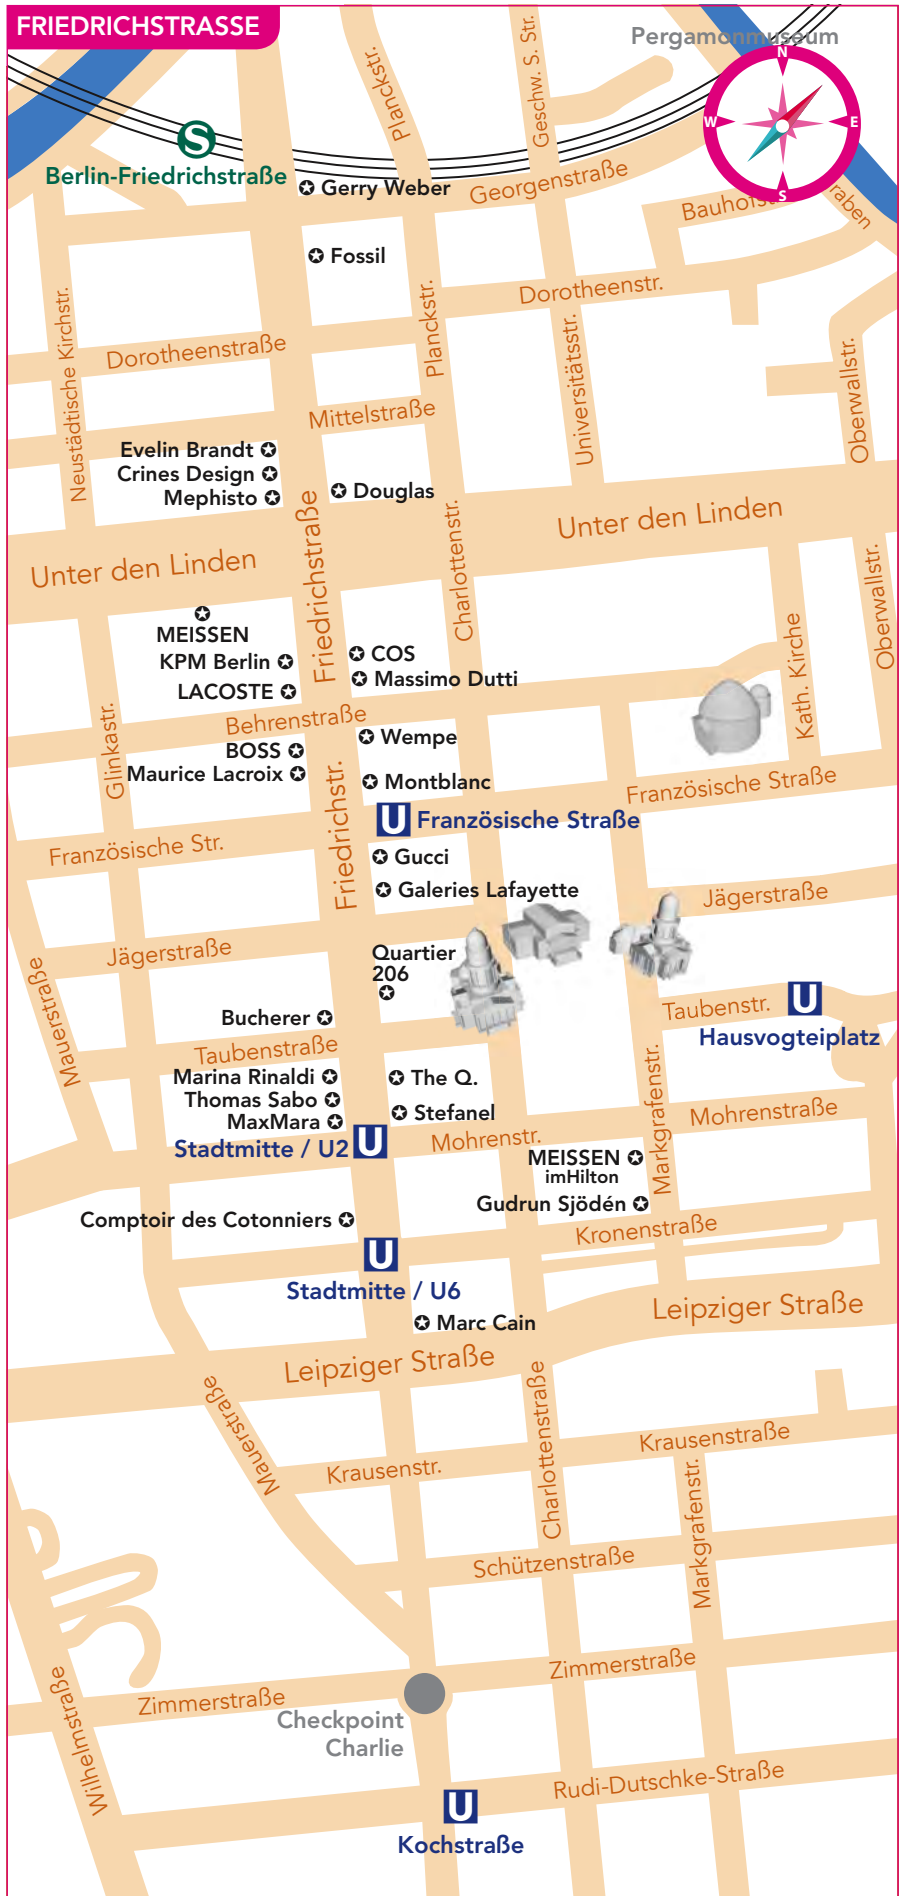 FRIEDRICHSTRASSE
Pergamonmuseum
N
W
E
S
Planckstr.
Geschw. S. Str.
S
Berlin-Friedrichstraße
Gerry Weber
Georgenstraße
Bauhofstr.
raben
Fossil
Dorotheenstr.
Neustädtische Kirchstr.
Planckstr.
Universitätsstr.
Dorotheenstraße
Oberwallstr.
Mittelstraße
Evelin Brandt
Crines Design
Mephisto
Douglas
Friedrichstraße
Charlottenstr.
Unter den Linden
Unter den Linden
Oberwallstr.
MEISSEN
KPM Berlin
LACOSTE
COS
Massimo Dutti
Kath. Kirche
Glinkastr.
Behrenstraße
BOSS
Maurice Lacroix
Wempe
Montblanc
Friedrichstr.
Französische Straße
U Französische Straße
Französische Str.
Gucci
Galeries Lafayette
Jägerstraße
Jägerstraße
Quartier
206
Mauerstraße
Bucherer
Taubenstr.
U
Hausvogteiplatz
Taubenstraße
Marina Rinaldi
Thomas Sabo
MaxMara
The Q.
Stefanel
Markgrafenstr.
Mohrenstraße
Stadtmitte / U2 U
Mohrenstr.
MEISSEN
imHilton
Gudrun Sjödén
Comptoir des Cotonniers
Kronenstraße
U
Stadtmitte / U6
Marc Cain
Leipziger Straße
Leipziger Straße
Mauerstraße
Charlottenstraße
Krausenstraße
Krausenstr.
Markgrafenstr.
Schützenstraße
Zimmerstraße
Zimmerstraße
Wilhelmstraße
Checkpoint
Charlie
Rudi-Dutschke-Straße
U
Kochstraße